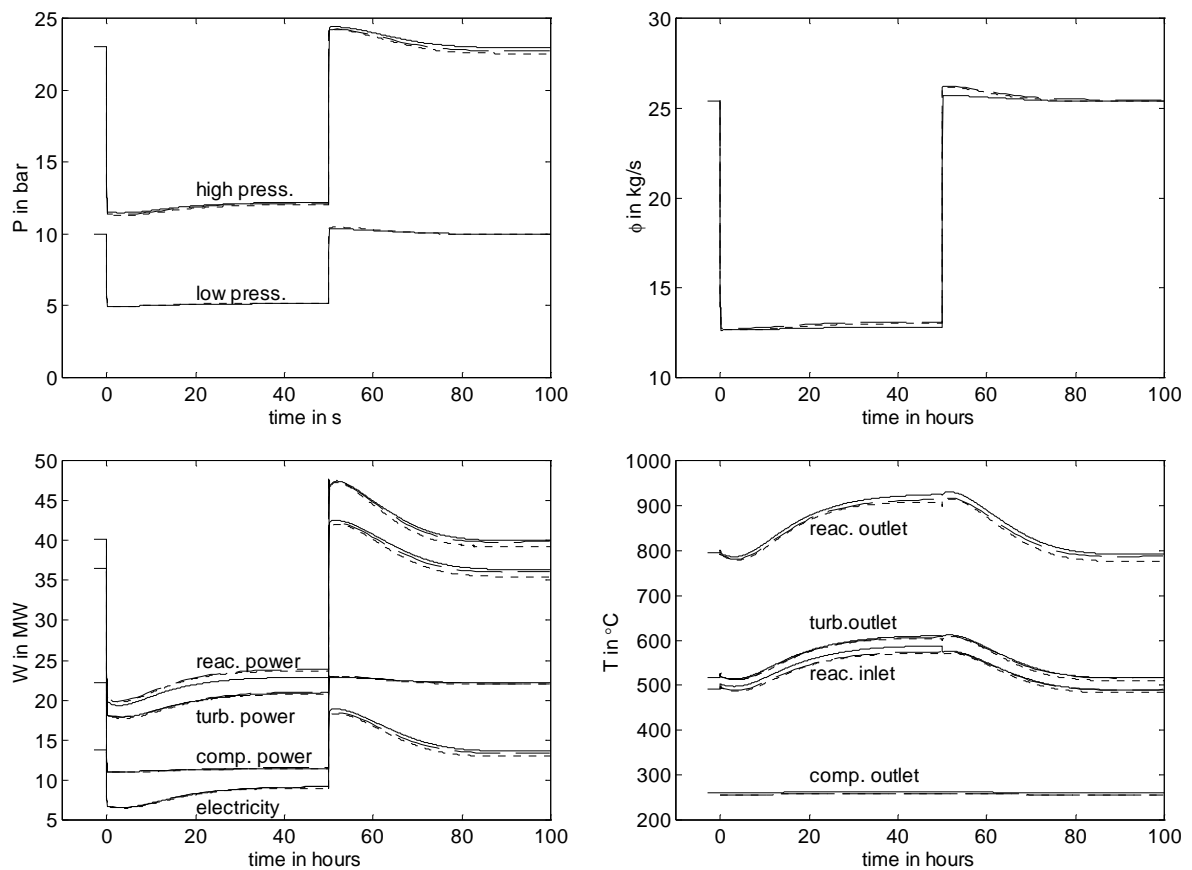 25
20
15
10
5
0
P in bar
high press.
low press.
0 20 40 60 80 100
time in s
30
25
20
15
10
ϕ in kg/s
0 20 40 60 80 100
time in hours
50
45
40
35
30
25
20
15
10
5
W in MW
reac. power
turb. power
comp. power
electricity
0 20 40 60 80 100
time in hours
1000
900
800
700
600
500
400
300
200
T in °C
reac. outlet
turb.outlet
reac. inlet
comp. outlet
0 20 40 60 80 100
time in hours